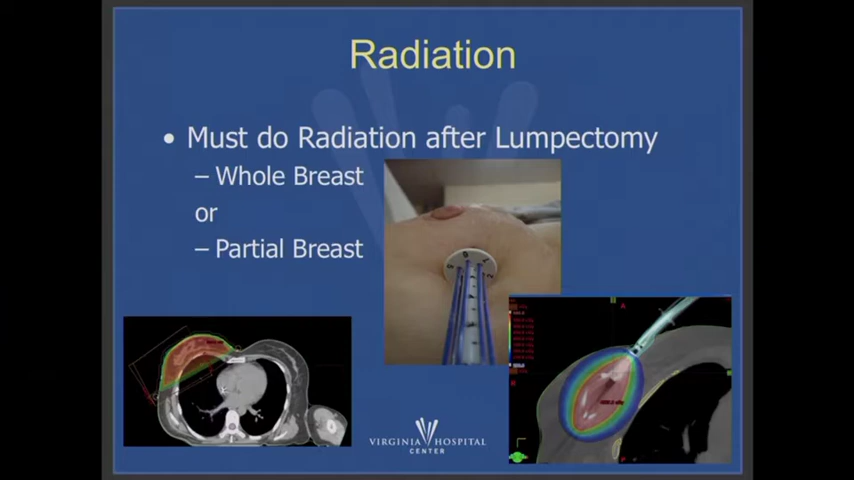 Radiation
• Must do Radiation after Lumpectomy
– Whole Breast
or
– Partial Breast
VIRGINIA HOSPITAL
CENTER